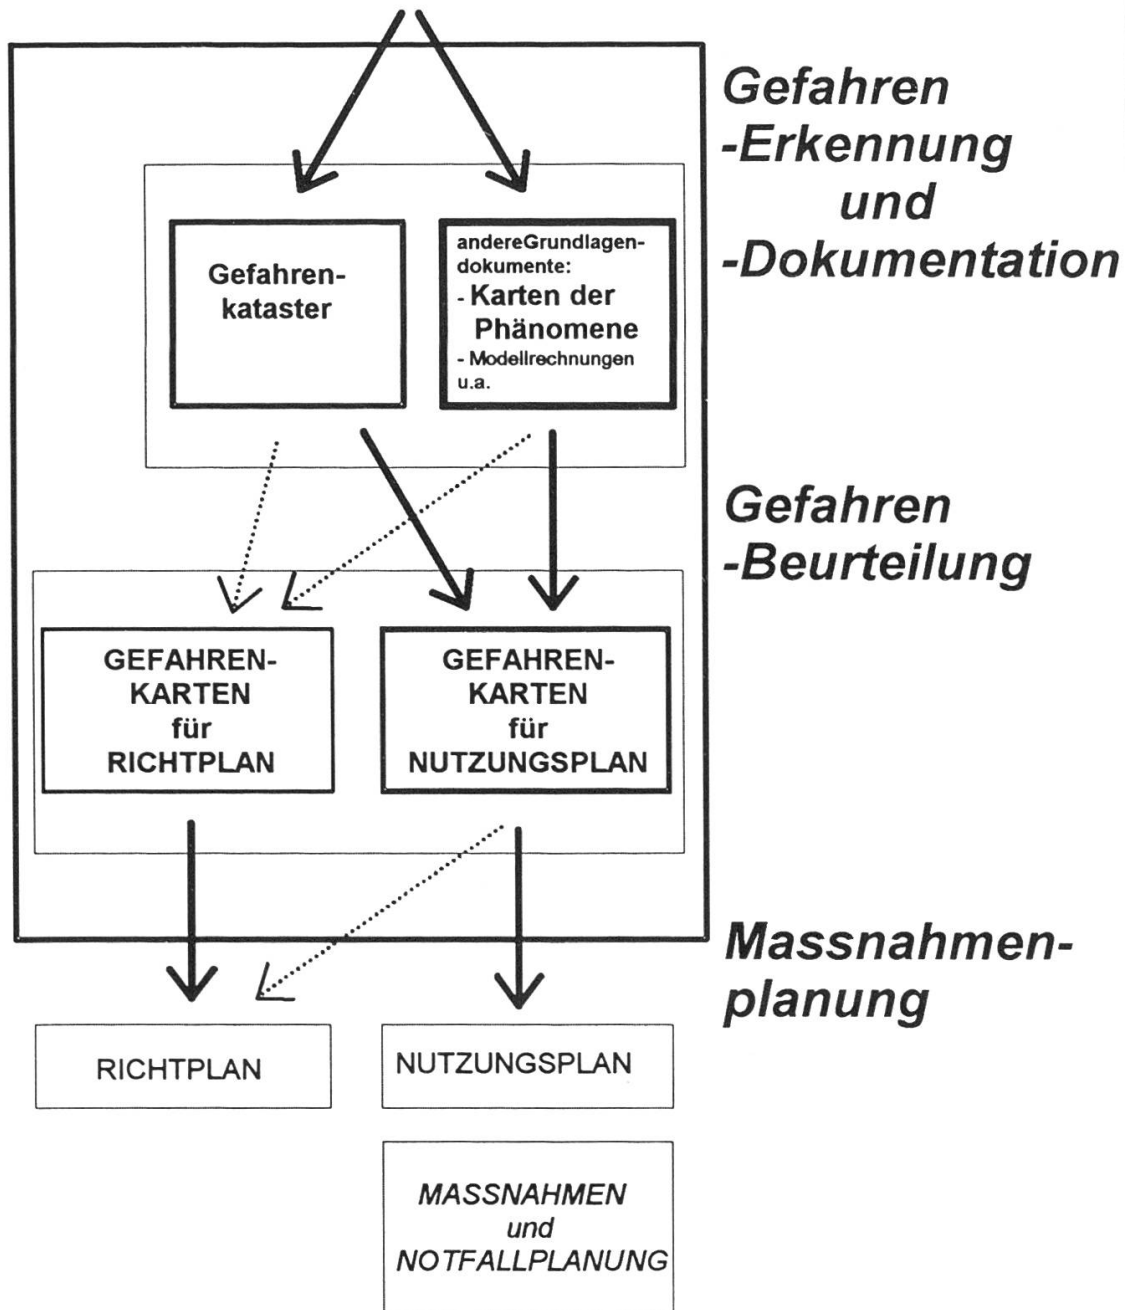 Gefahren
-Erkennung
und
-Dokumentation
Gefahren-
kataster
andereGrundlagen-
dokumente:
- Karten der
Phänomene
- Modellrechnungen
u.a.
Gefahren
-Beurteilung
GEFAHREN-
KARTEN
für
RICHTPLAN
GEFAHREN-
KARTEN
für
NUTZUNGSPLAN
Massnahmen-
planung
RICHTPLAN
NUTZUNGSPLAN
MASSNAHMEN
und
NOTFALLPLANUNG